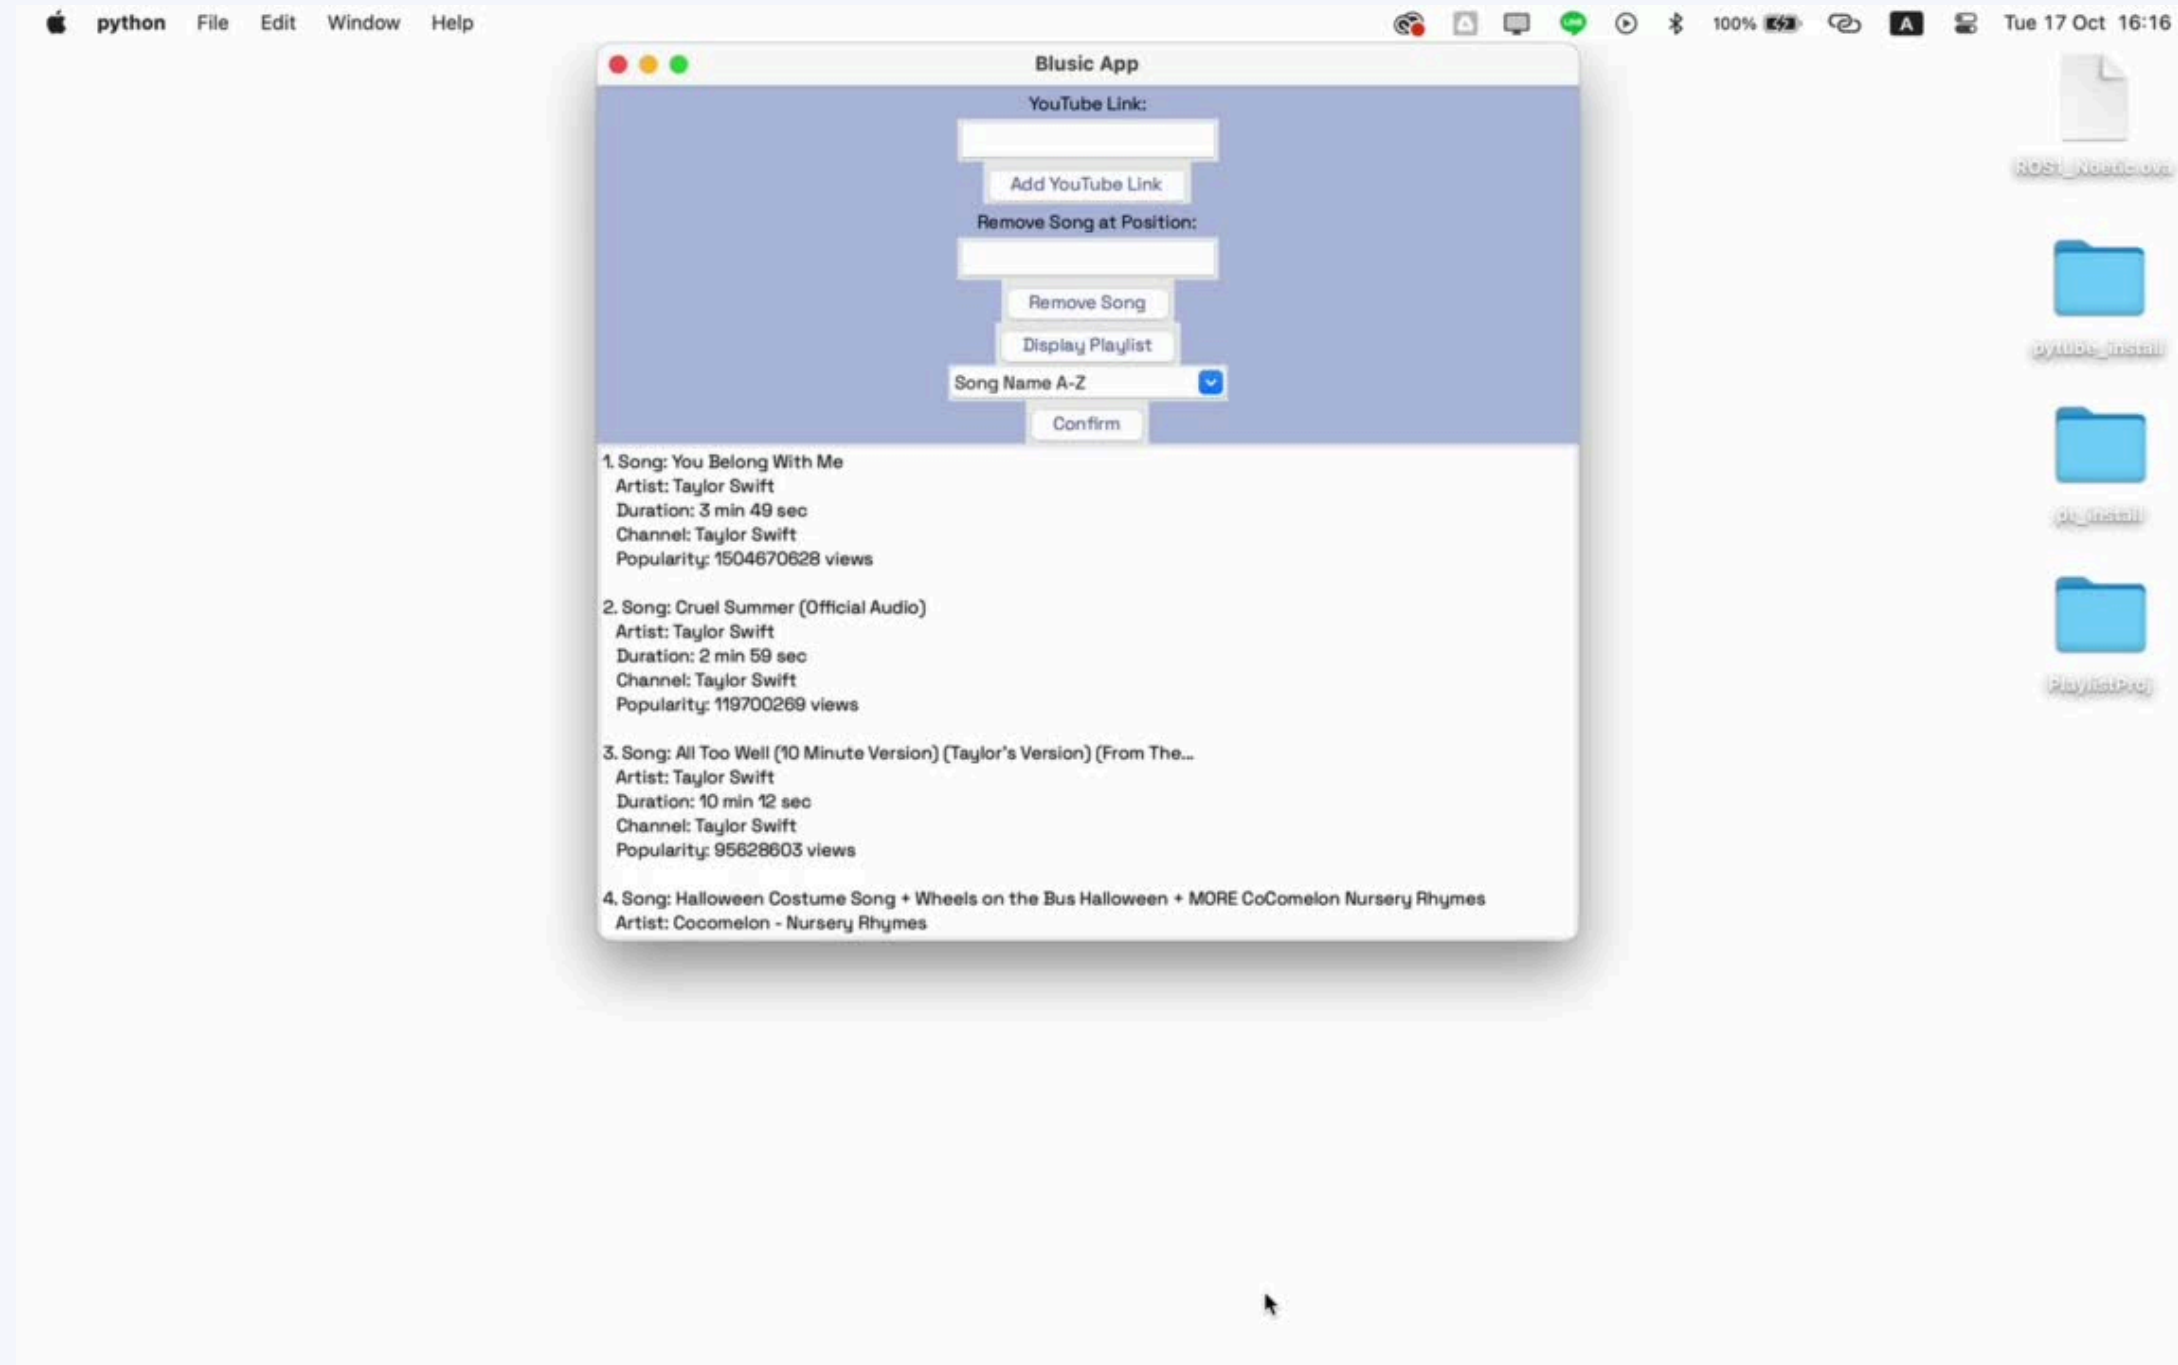 python File Edit Window Help
100% A Tue 17 Oct 16:16
Blusic App
YouTube Link:
Add YouTube Link
Remove Song at Position:
Remove Song
Display Playlist
Song Name A-Z
Confirm
1. Song: You Belong With Me
Artist: Taylor Swift
Duration: 3 min 49 sec
Channel: Taylor Swift
Popularity: 1504670628 views
2. Song: Cruel Summer (Official Audio)
Artist: Taylor Swift
Duration: 2 min 59 sec
Channel: Taylor Swift
Popularity: 119700269 views
3. Song: All Too Well (10 Minute Version) (Taylor's Version) (From The...
Artist: Taylor Swift
Duration: 10 min 12 sec
Channel: Taylor Swift
Popularity: 95628603 views
4. Song: Halloween Costume Song + Wheels on the Bus Halloween + MORE CoComelon Nursery Rhymes
Artist: Cocomelon - Nursery Rhymes
ROS1_Noetic.ova
pytube_install
pt_install
PlaylistProj